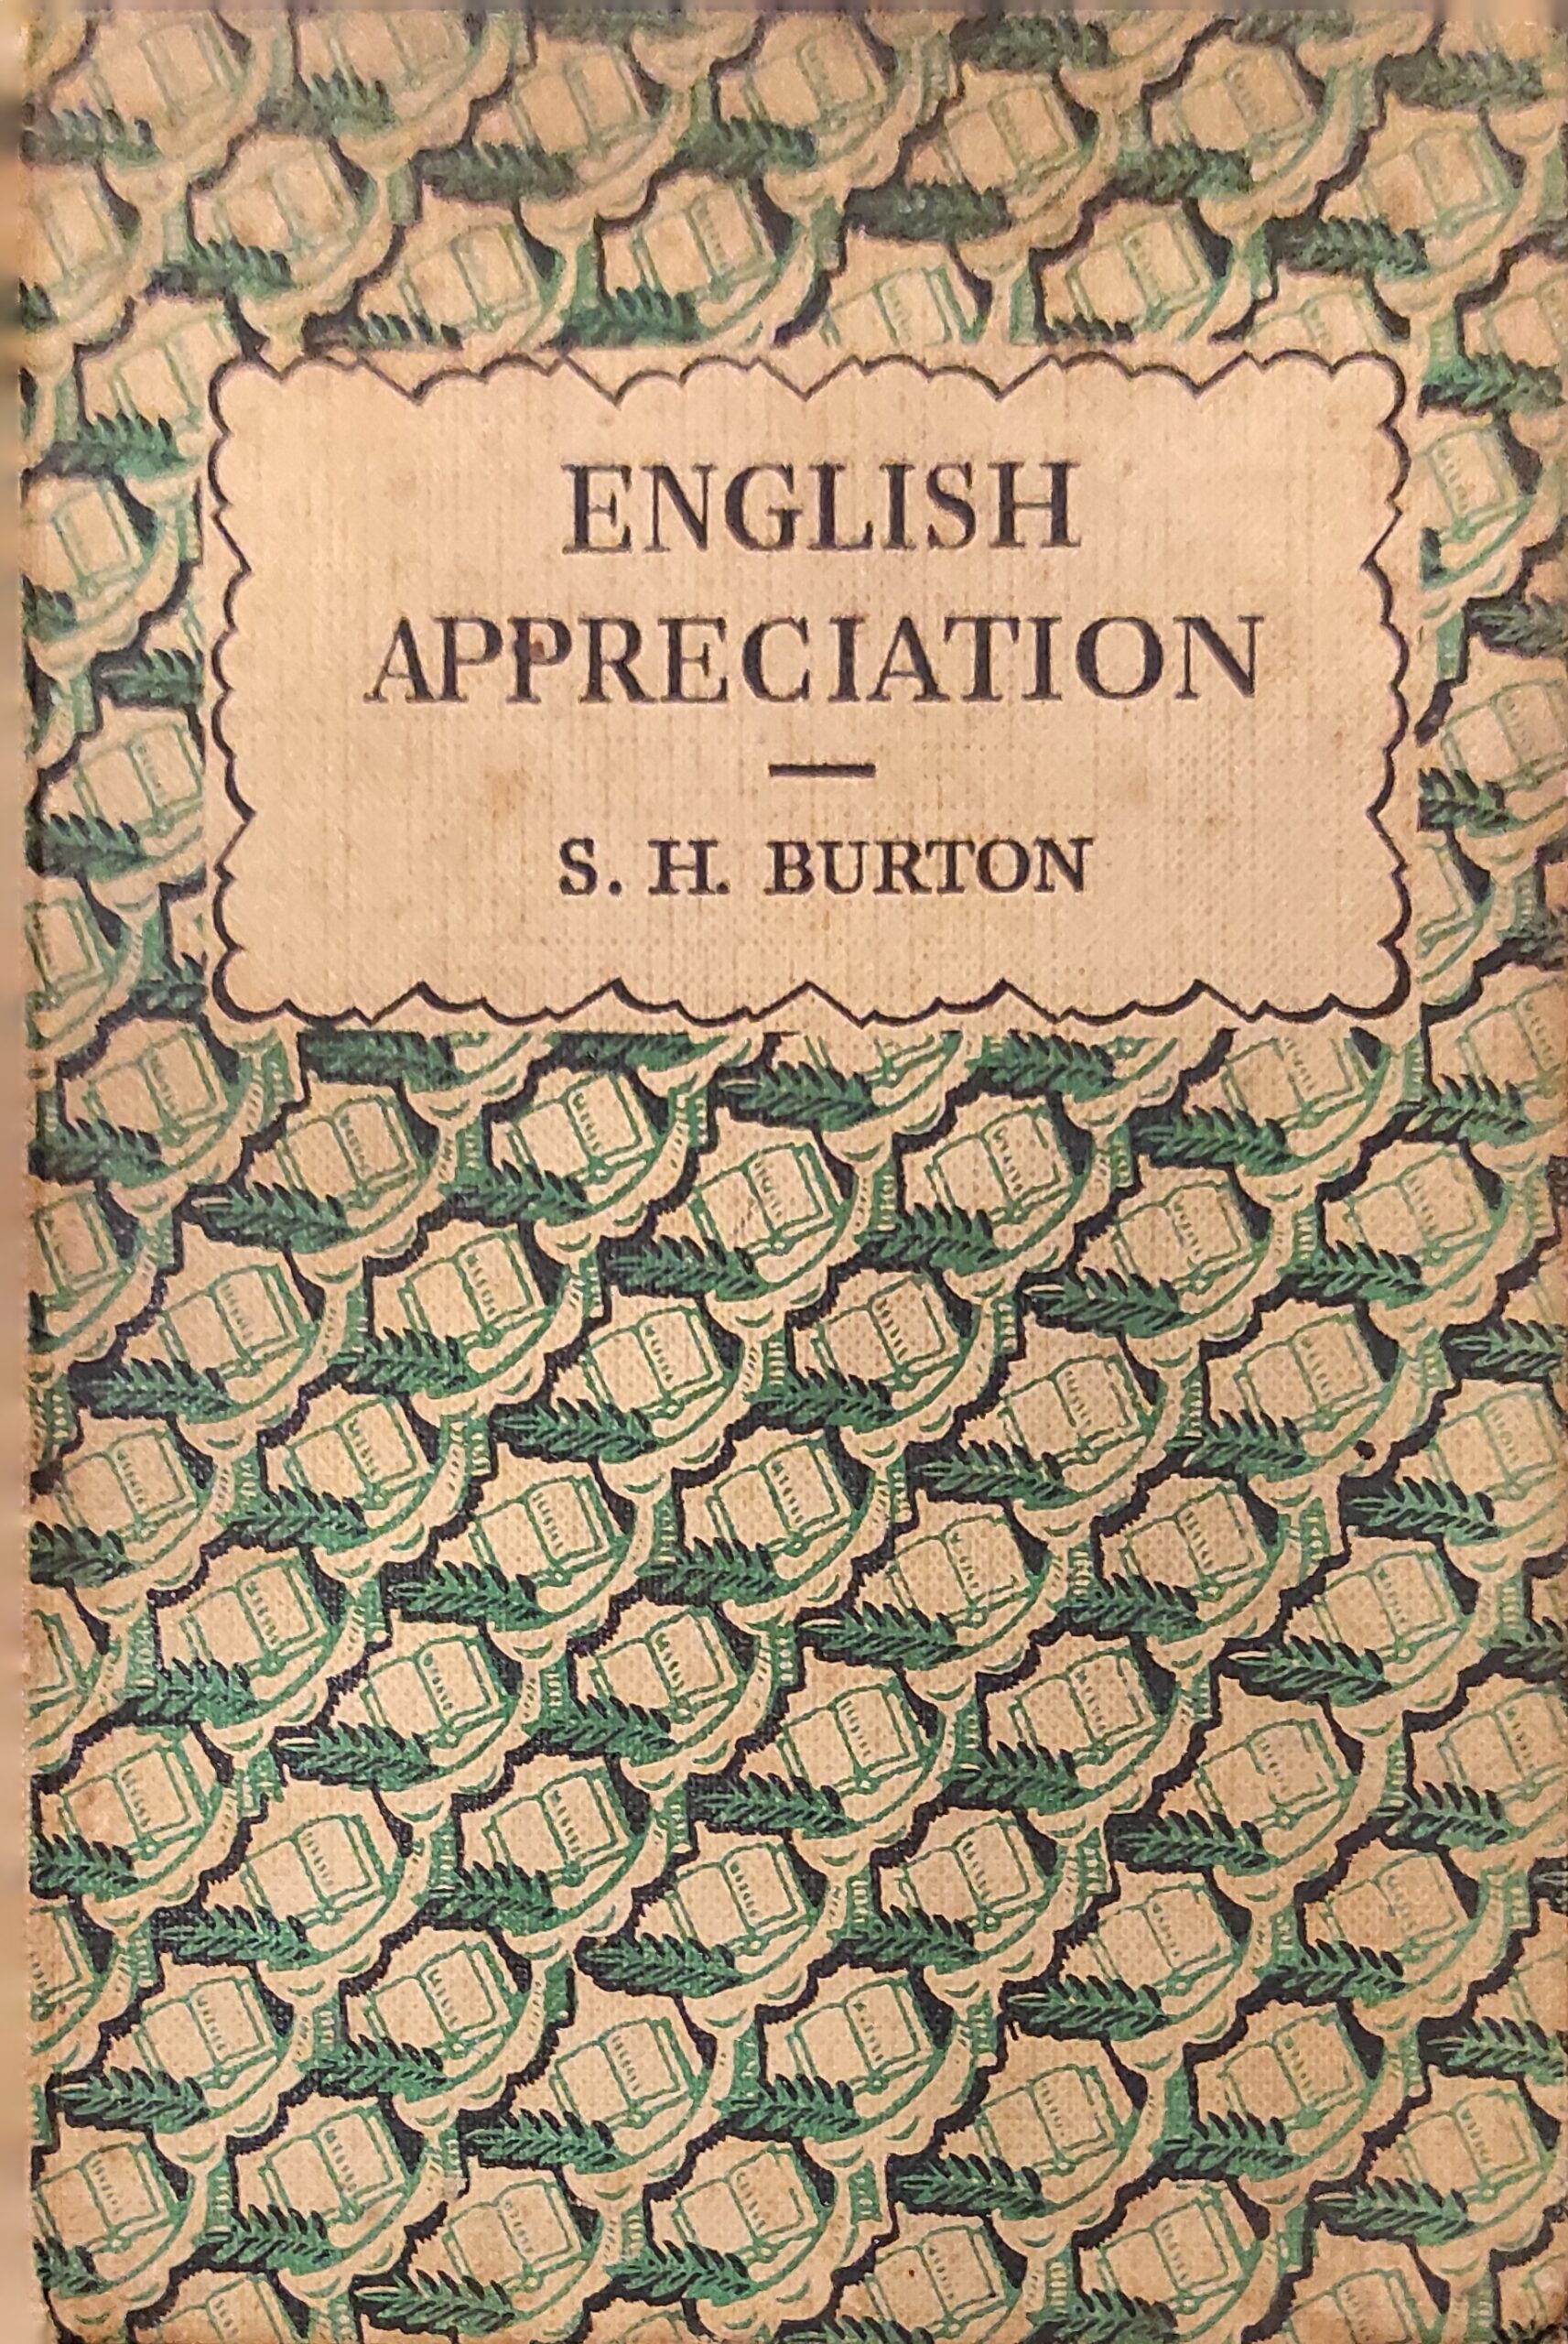 ENGLISH
APPRECIATION
S. H. BURTON